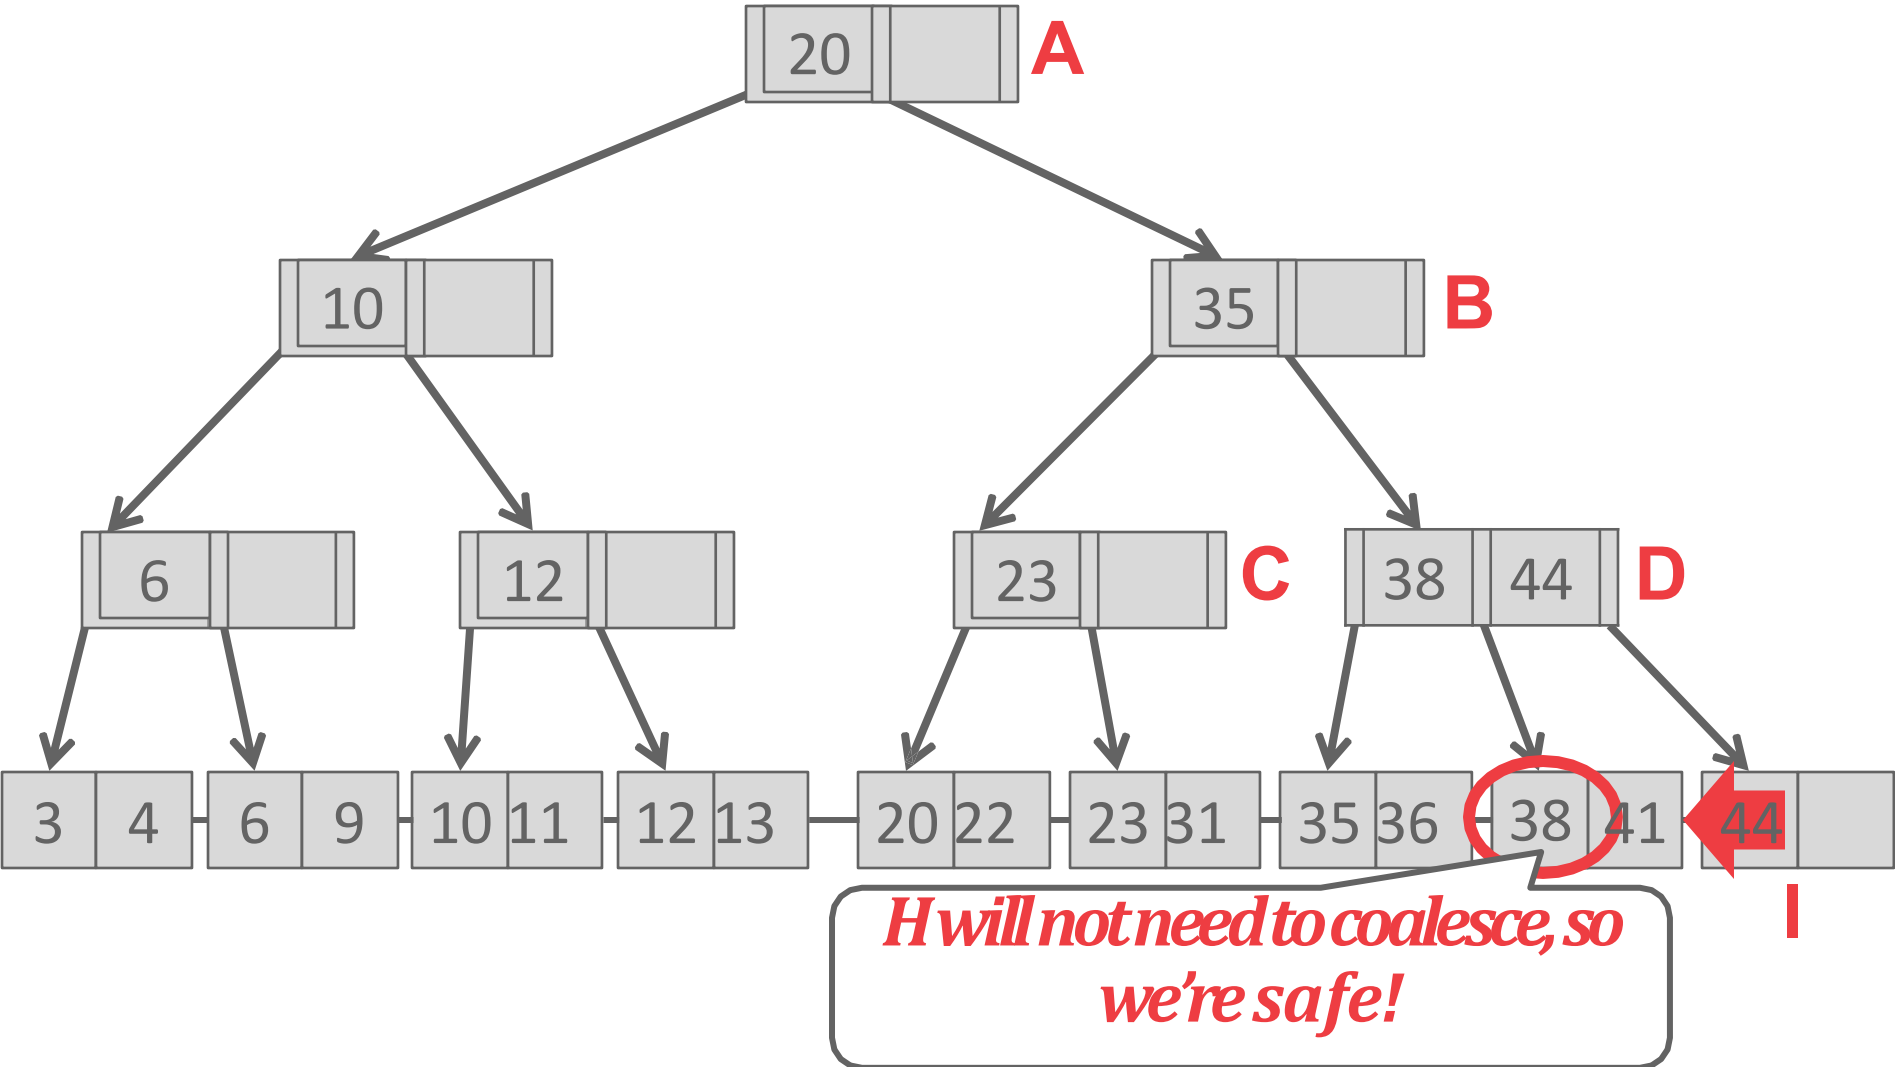 20 A
10 35 B
6 12 23 C 38 44 D
3 4 6 9 10 11 12 13 20 22 23 31 35 36 38 41 44
H will not need to coalesce, so
we're safe!
I